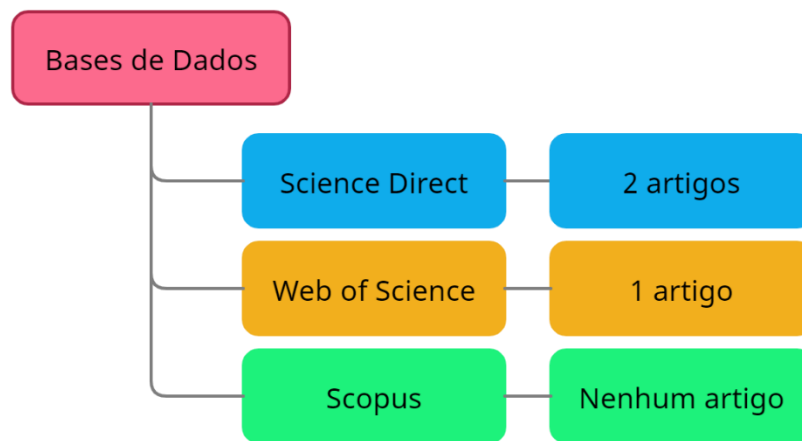 Bases de Dados
Science Direct
2 artigos
Web of Science
1 artigo
Scopus
Nenhum artigo